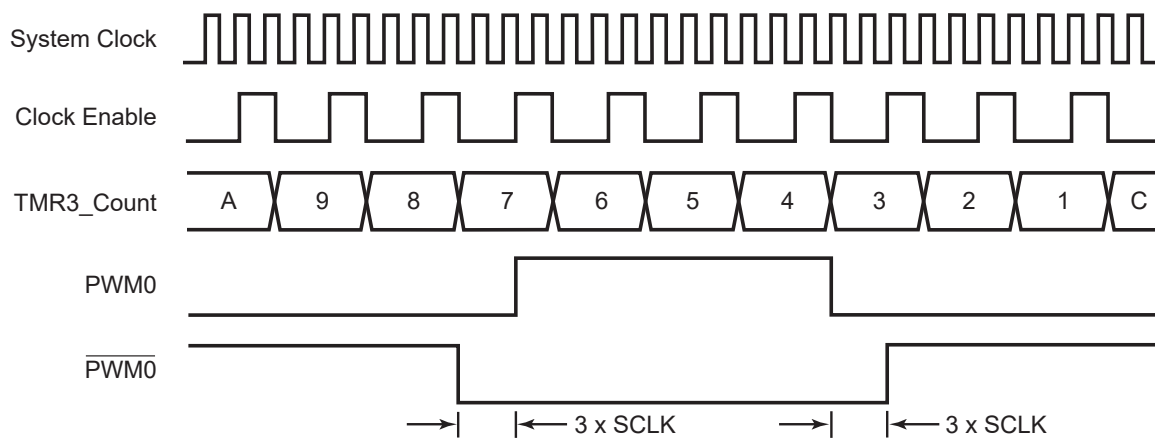 System Clock
Clock Enable
TMR3_Count A 9 8 7 6 5 4 3 2 1 C
PWM0
P̅W̅M̅0̅
3 x SCLK 3 x SCLK